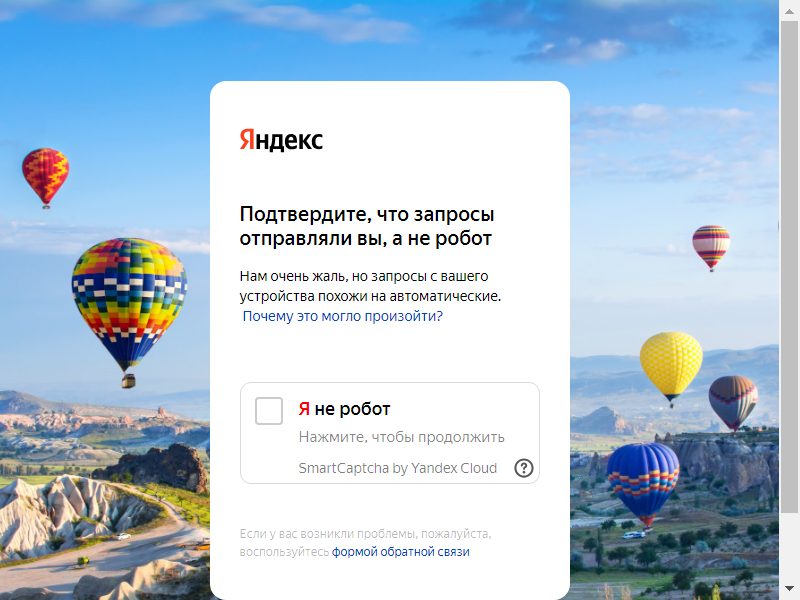 Яндекс
Подтвердите, что запросы
отправляли вы, а не робот
Нам очень жаль, но запросы с вашего
устройства похожи на автоматические.
Почему это могло произойти?
Я не робот
Нажмите, чтобы продолжить
SmartCaptcha by Yandex Cloud
?
Если у вас возникли проблемы, пожалуйста,
воспользуйтесь формой обратной связи